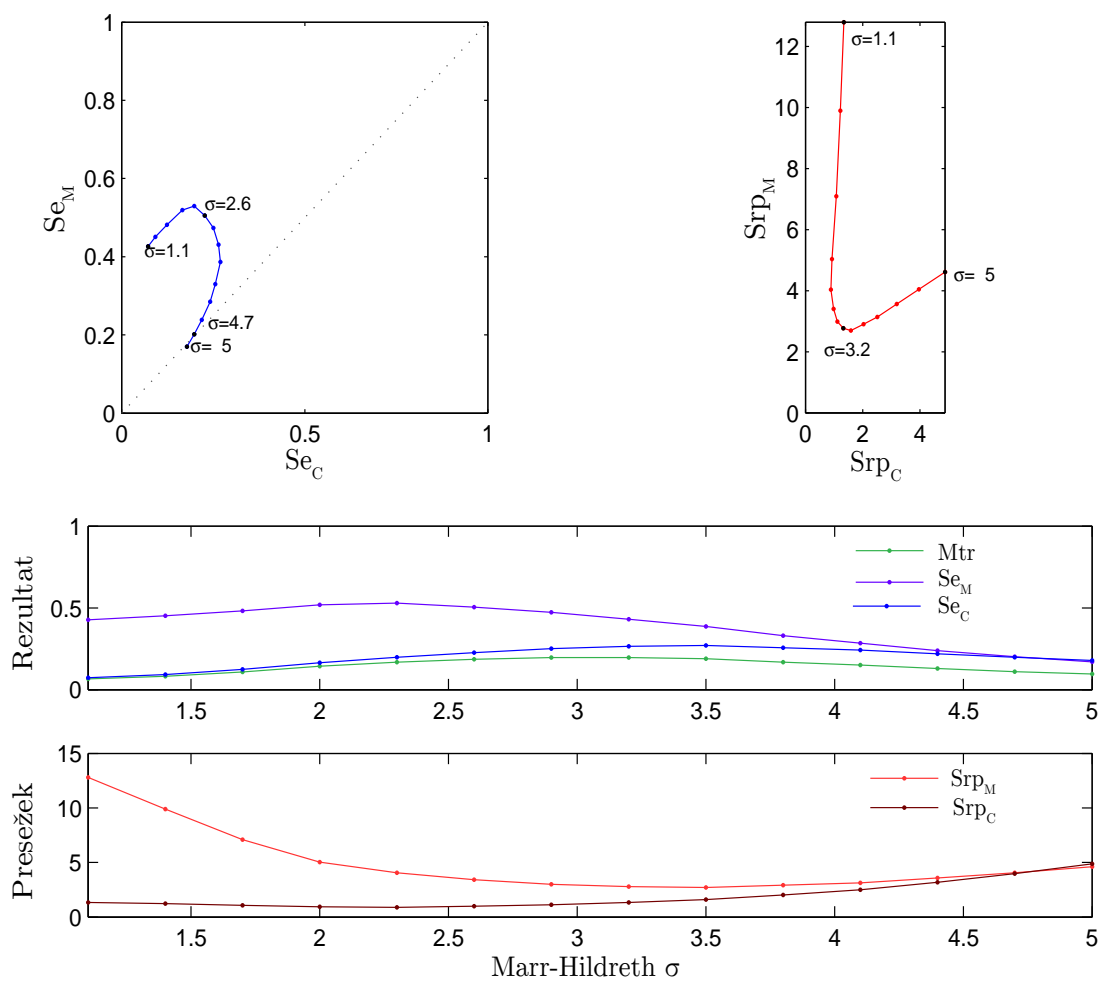 1
0.8
0.6
0.4
0.2
0
0
0.5
1
Se_M
Se_C
σ=2.6
σ=1.1
σ=4.7
σ= 5
12
10
8
6
4
2
0
0
2
4
Srp_M
Srp_C
σ=1.1
σ= 5
σ=3.2
Rezultat
1
0.5
0
Mtr
Se_M
Se_C
1.5
2
2.5
3
3.5
4
4.5
5
Presežek
15
10
5
0
Srp_M
Srp_C
1.5
2
2.5
3
3.5
4
4.5
5
Marr-Hildreth σ